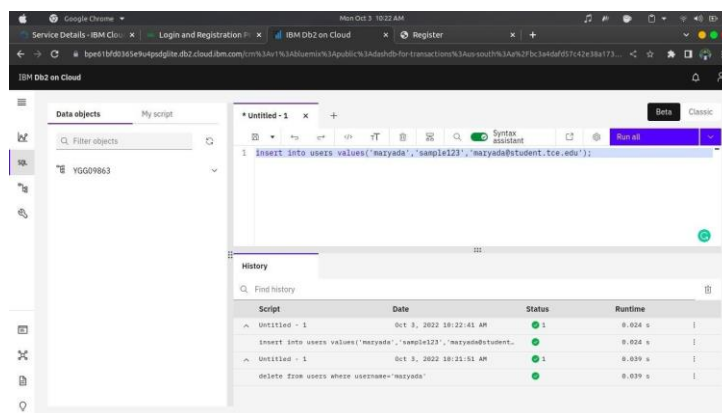 Google Chrome
Mon Oct 3 10:22 AM
Service Details - IBM Clou
Login and Registration
IBM Db2 on Cloud
Register
IBM Db2 on Cloud
Data objects
My script
* Untitled - 1
Beta
Classic
Filter objects
Syntax assistant
Run all
1 insert into users values('maryada','sample123','maryada@student.tce.edu');
SQL
YGG09863
History
Find history
Script Date Status Runtime
Untitled - 1 Oct 3, 2022 10:22:41 AM 1 0.024 s
insert into users values('maryada','sample123','maryada@student… 0.024 s
Untitled - 1 Oct 3, 2022 10:21:51 AM 1 0.039 s
delete from users where username='maryada' 0.039 s